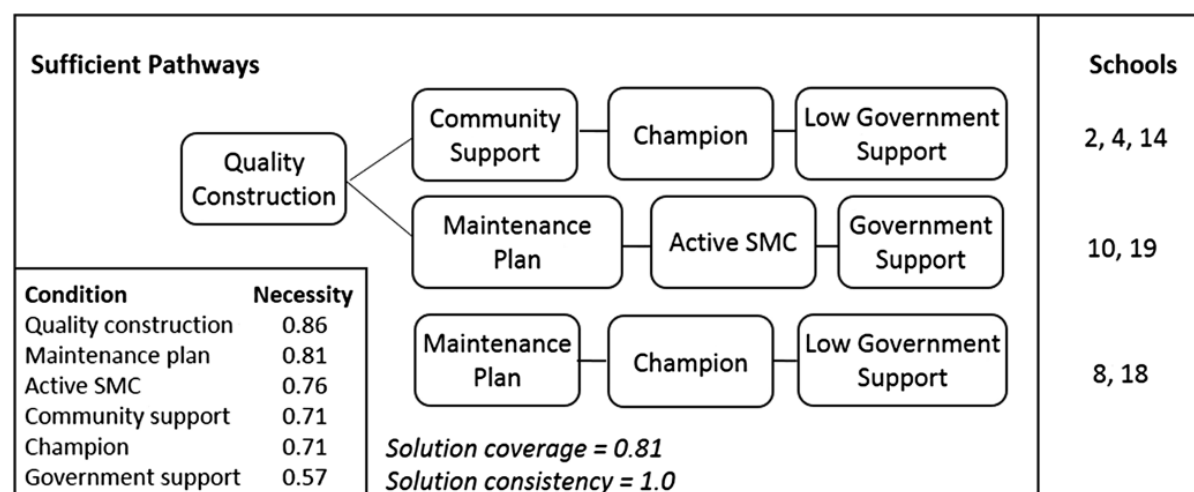 Sufficient Pathways
Schools
Quality
Construction
Community
Support
Champion
Low Government
Support
2, 4, 14
Maintenance
Plan
Active SMC
Government
Support
10, 19
Maintenance
Plan
Champion
Low Government
Support
8, 18
Condition Necessity
Quality construction 0.86
Maintenance plan 0.81
Active SMC 0.76
Community support 0.71
Champion 0.71
Government support 0.57
Solution coverage = 0.81
Solution consistency = 1.0